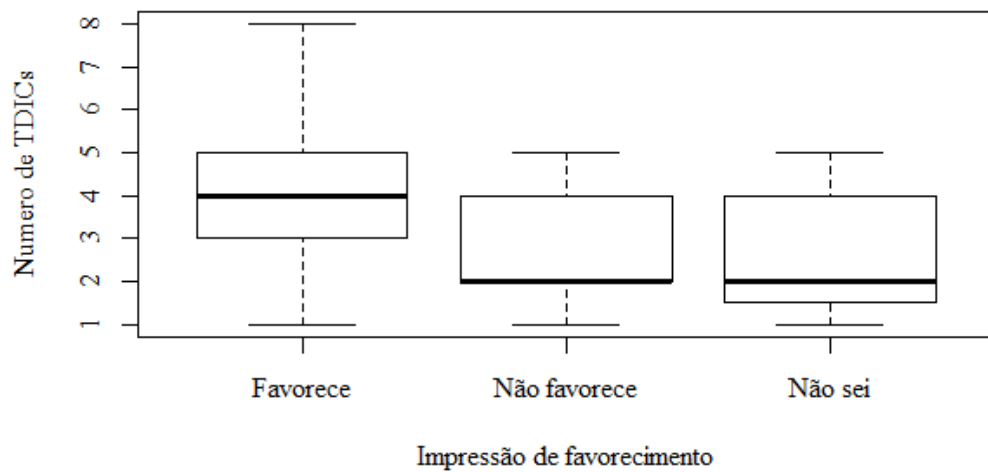 Numero de TDICs
8
7
6
5
4
3
2
1
Favorece Não favorece Não sei
Impressão de favorecimento